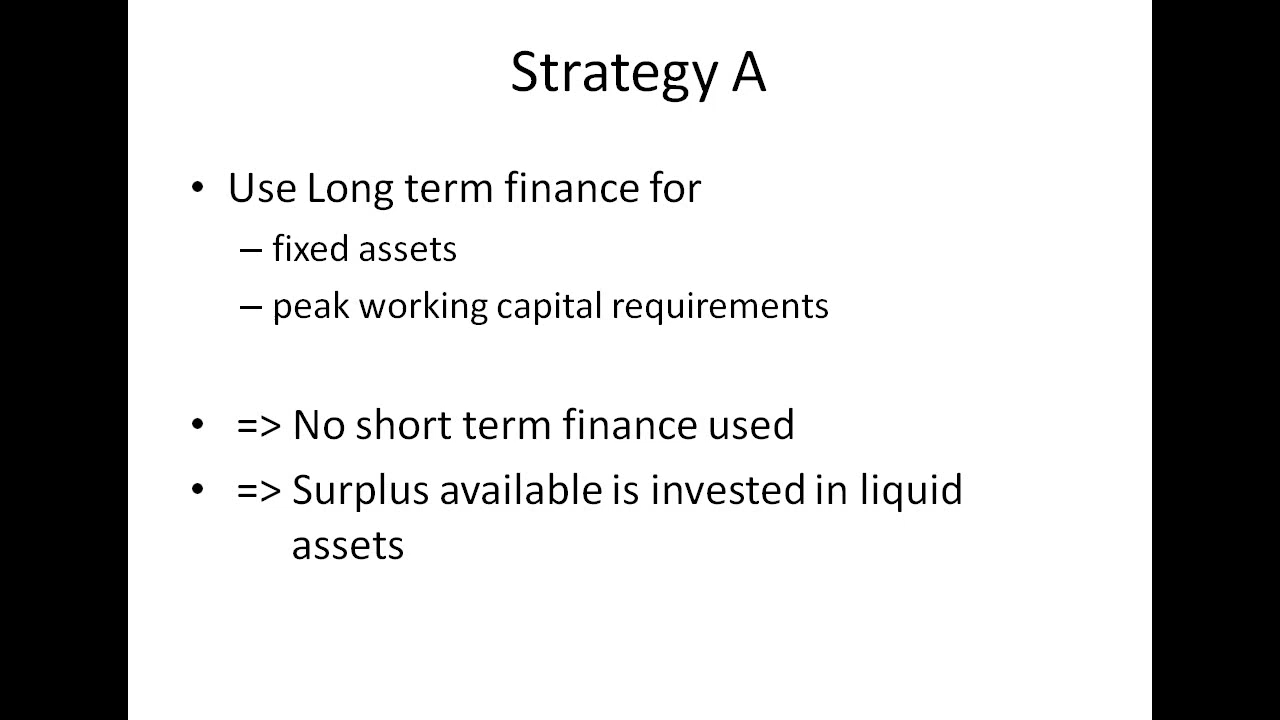 Strategy A
• Use Long term finance for
– fixed assets
– peak working capital requirements
• => No short term finance used
• => Surplus available is invested in liquid
assets